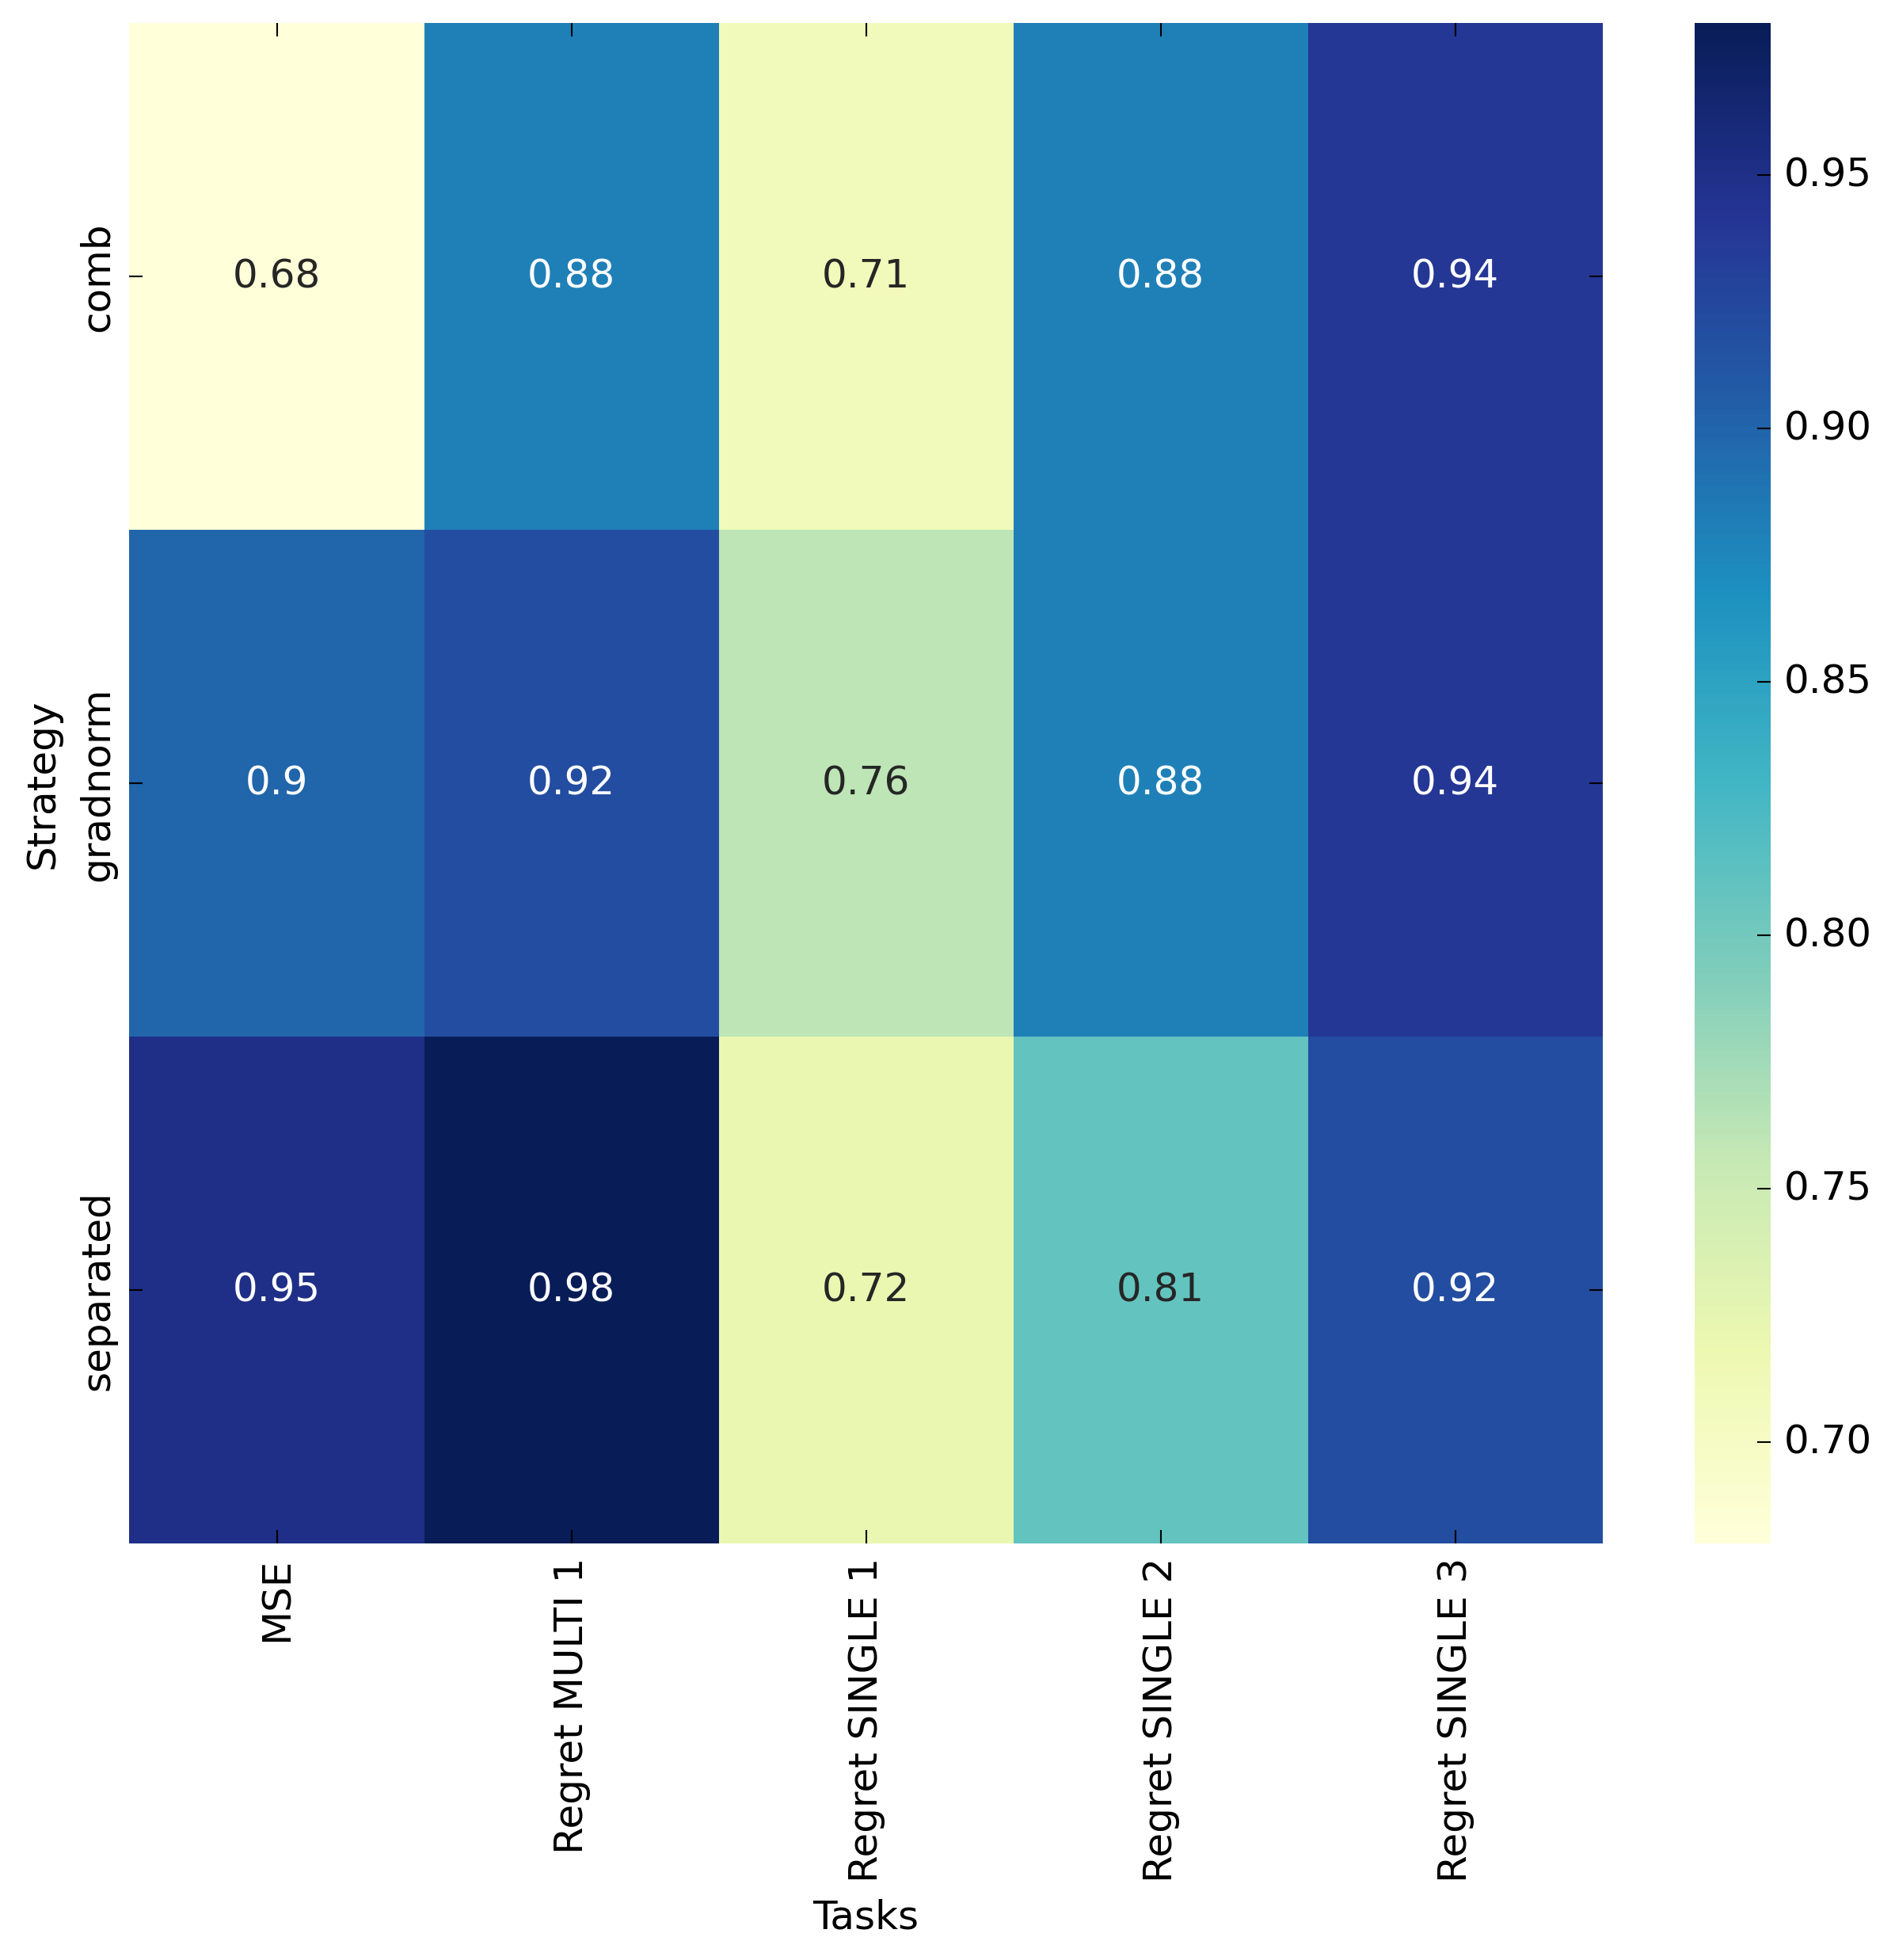 Strategy
comb
gradnorm
separated
0.68 0.88 0.71 0.88 0.94
0.9 0.92 0.76 0.88 0.94
0.95 0.98 0.72 0.81 0.92
MSE
Regret MULTI 1
Regret SINGLE 1
Regret SINGLE 2
Regret SINGLE 3
Tasks
0.95
0.90
0.85
0.80
0.75
0.70